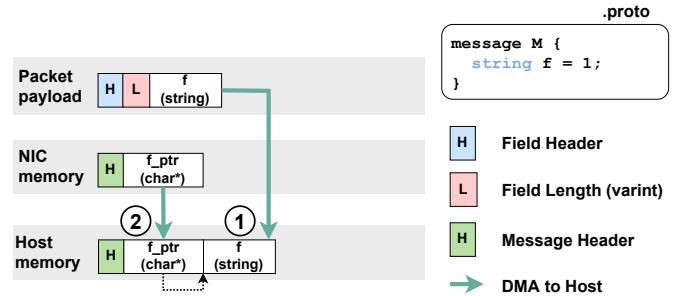 .proto
message M {
string f = 1;
}
Packet
payload
H
L
f
(string)
NIC
memory
H
f_ptr
(char*)
2
1
Host
memory
H
f_ptr
(char*)
f
(string)
H
Field Header
L
Field Length (varint)
H
Message Header
DMA to Host